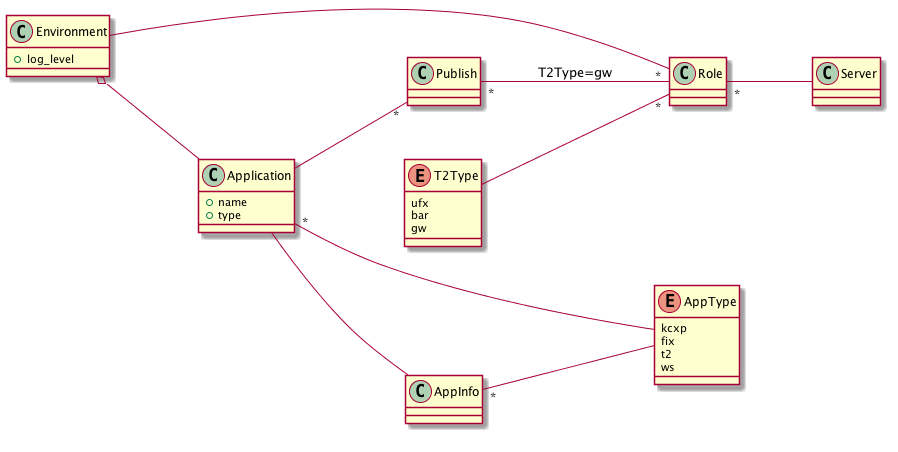 C Environment
log_level
C Publish
*
*
T2Type=gw
*
C Role
*
*
C Server
C Application
name
type
*
E T2Type
ufx
bar
gw
E AppType
kcxp
fix
t2
ws
C AppInfo
*